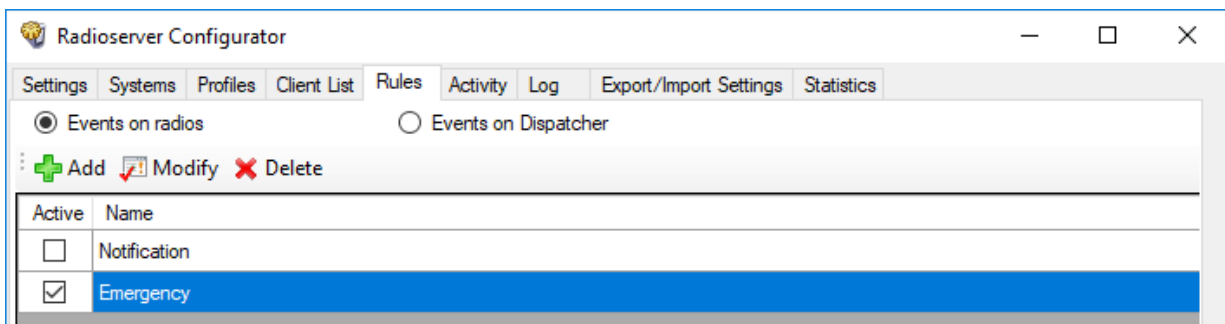 Radioserver Configurator
Settings Systems Profiles Client List Rules Activity Log Export/Import Settings Statistics
Events on radios Events on Dispatcher
Add Modify Delete
Active Name
Notification
Emergency